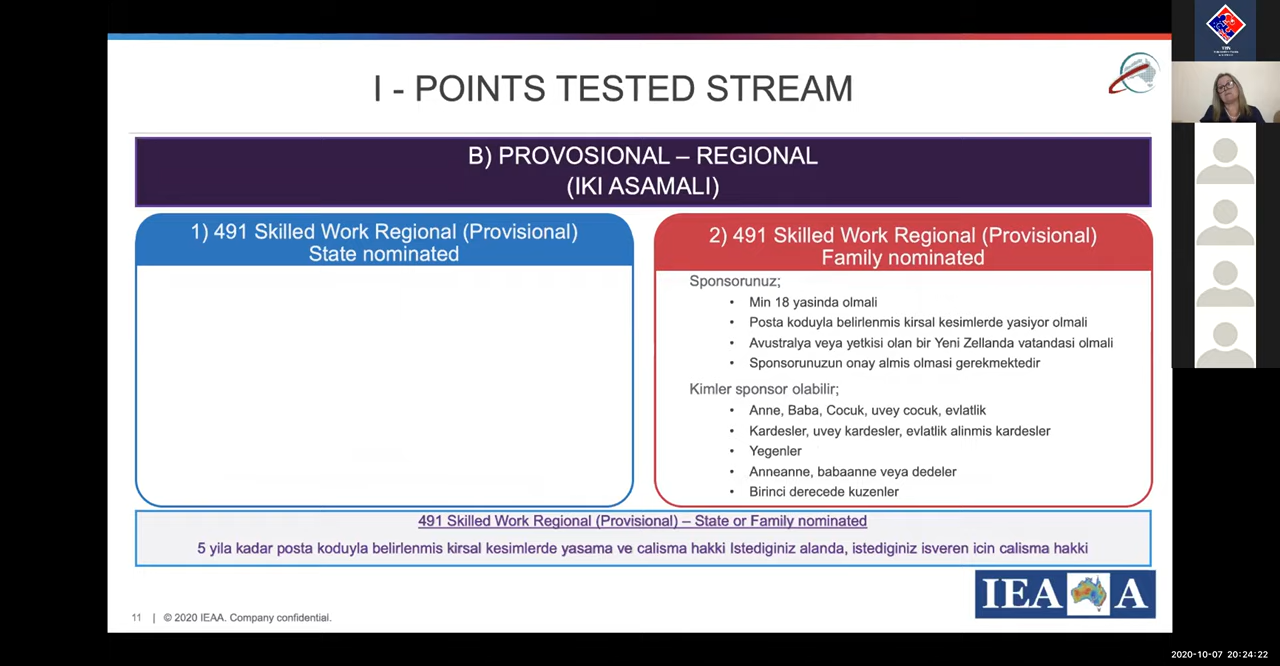 I - POINTS TESTED STREAM
B) PROVOSIONAL – REGIONAL
(IKI ASAMALI)
1) 491 Skilled Work Regional (Provisional)
State nominated
2) 491 Skilled Work Regional (Provisional)
Family nominated
Sponsorunuz;
• Min 18 yasinda olmali
• Posta koduyla belirlenmis kirsal kesimlerde yasiyor olmali
• Avustralya veya yetkisi olan bir Yeni Zellanda vatandasi olmali
• Sponsorunuzun onay almis olmasi gerekmektedir
Kimler sponsor olabilir;
• Anne, Baba, Cocuk, uvey cocuk, evlatlik
• Kardesler, uvey kardesler, evlatlik alinmis kardesler
• Yegenler
• Anneanne, babaanne veya dedeler
• Birinci derecede kuzenler
491 Skilled Work Regional (Provisional) – State or Family nominated
5 yila kadar posta koduyla belirlenmis kirsal kesimlerde yasama ve calisma hakki Istediginiz alanda, istediginiz isveren icin calisma hakki
IEAA
11 | © 2020 IEAA. Company confidential.
2020-10-07 20:24:22